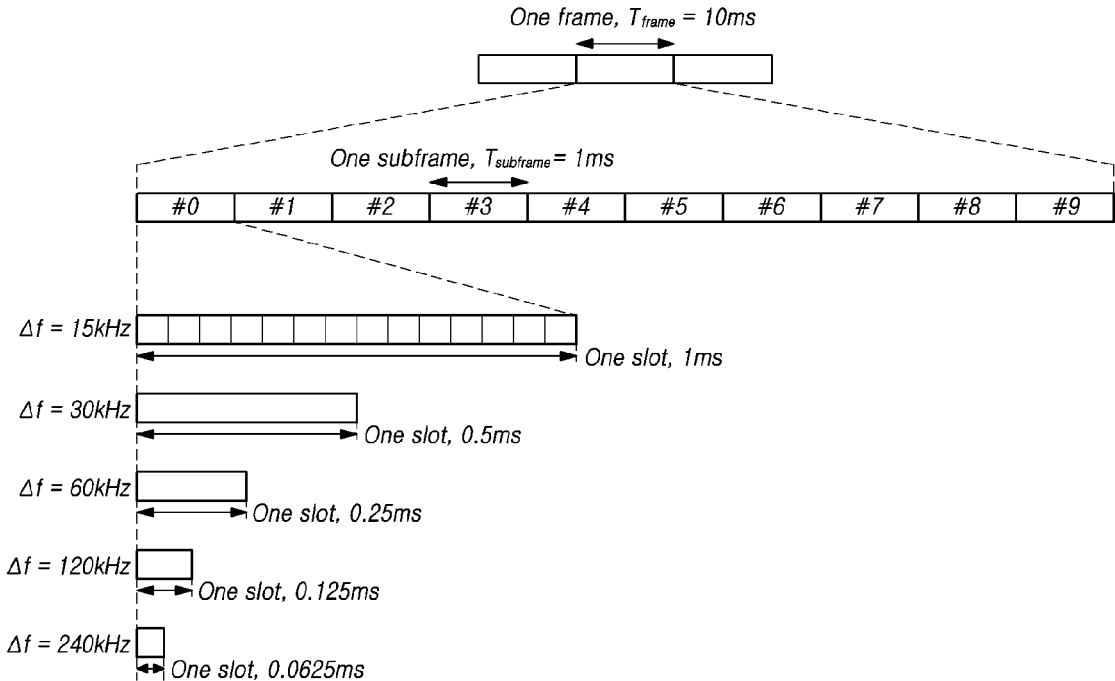 One frame, Tframe = 10ms
One subframe, Tsubframe = 1ms
#0 #1 #2 #3 #4 #5 #6 #7 #8 #9
Δf = 15kHz
One slot, 1ms
Δf = 30kHz
One slot, 0.5ms
Δf = 60kHz
One slot, 0.25ms
Δf = 120kHz
One slot, 0.125ms
Δf = 240kHz
One slot, 0.0625ms